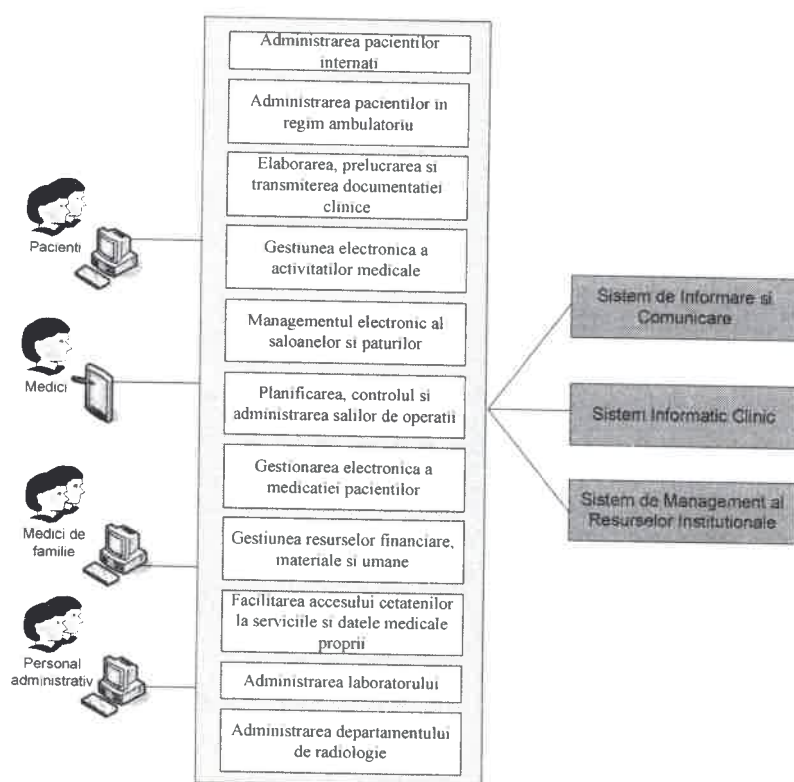 Administrarea pacientilor
internati
Administrarea pacientilor in
regim ambulatoriu
Elaborarea, prelucrarea si
transmiterea documentatiei
clinice
Gestiunea electronica a
activitatilor medicale
Managementul electronic al
saloanelor si paturilor
Planificarea, controlul si
administrarea salilor de operatii
Gestionarea electronica a
medicatiei pacientilor
Gestiunea resurselor financiare,
materiale si umane
Facilitarea accesului cetatenilor
la serviciile si datele medicale
proprii
Administrarea laboratorului
Administrarea departamentului
de radiologie
Pacienti
Medici
Medici de
familie
Personal
administrativ
Sistem de Informare si
Comunicare
Sistem Informatic Clinic
Sistem de Management al
Resurselor Institutionale